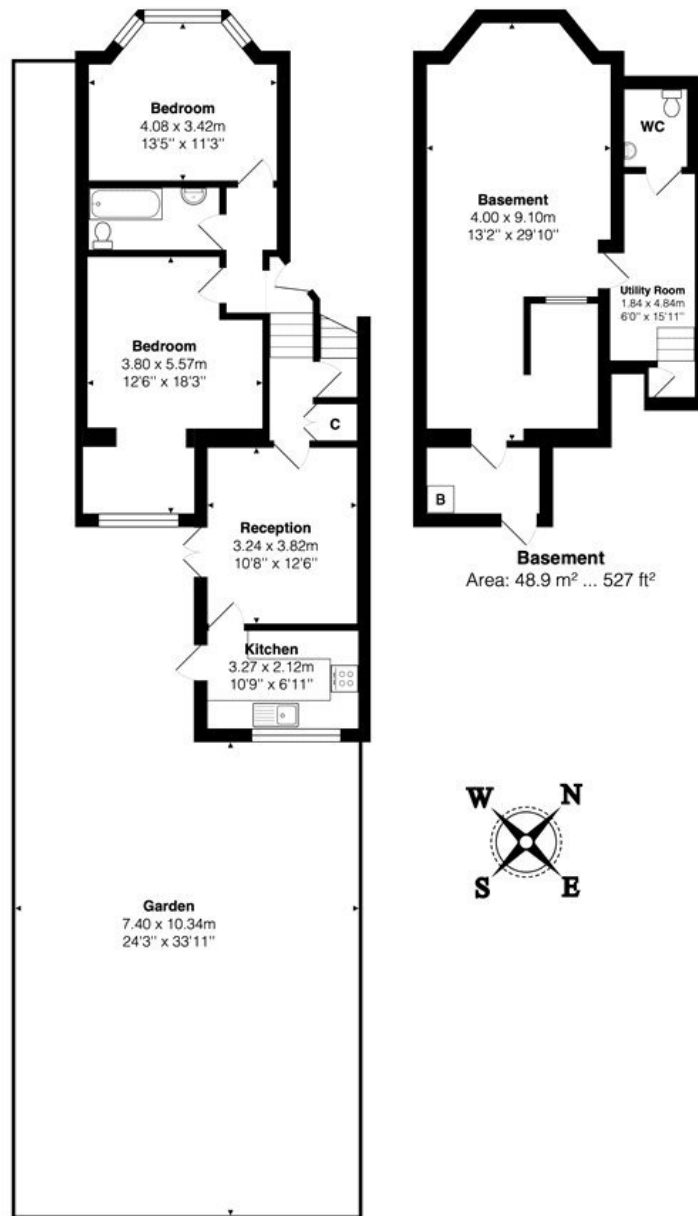 Bedroom
4.08 x 3.42m
13'5" x 11'3"
Bedroom
3.80 x 5.57m
12'6" x 18'3"
C
Reception
3.24 x 3.82m
10'8" x 12'6"
Kitchen
3.27 x 2.12m
10'9" x 6'11"
Garden
7.40 x 10.34m
24'3" x 33'11"
WC
Basement
4.00 x 9.10m
13'2" x 29'10"
Utility Room
1.84 x 4.84m
6'0" x 15'11"
B
Basement
Area: 48.9 m² ... 527 ft²
W N
S E